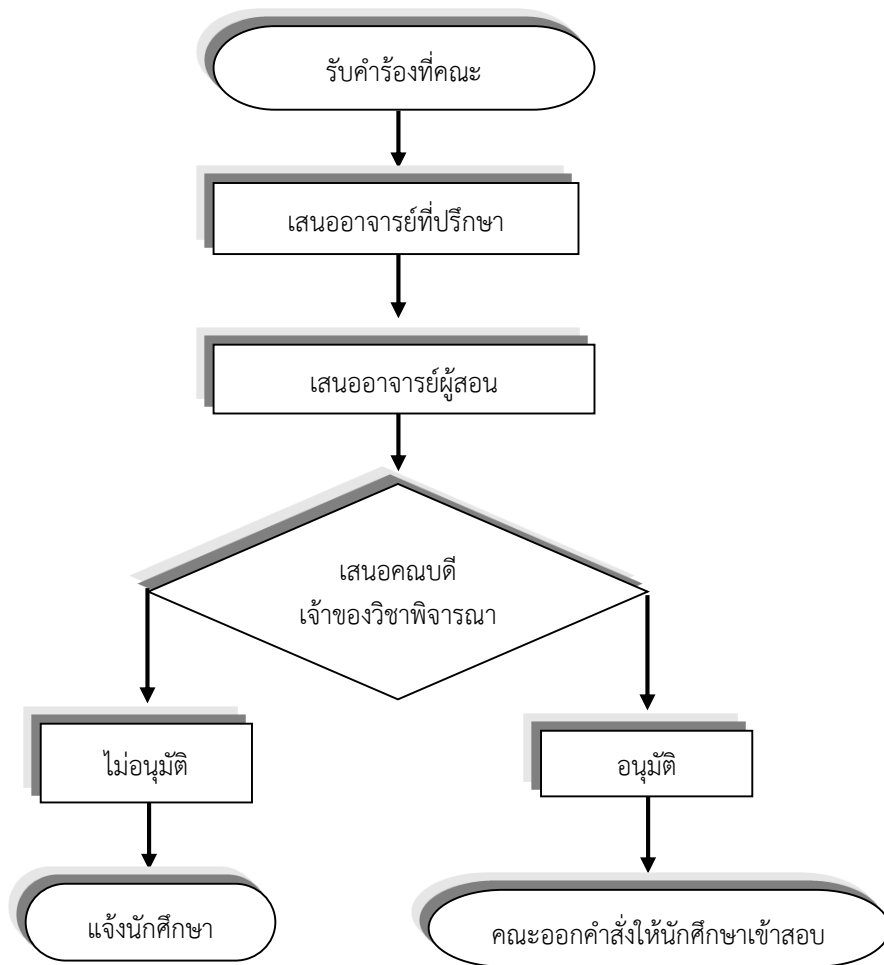 รับคำร้องที่คณะ
เสนออาจารย์ที่ปรึกษา
เสนออาจารย์ผู้สอน
เสนอคณบดี
เจ้าของวิชาพิจารณา
ไม่อนุมัติ
อนุมัติ
แจ้งนักศึกษา
คณะออกคำสั่งให้นักศึกษาเข้าสอบ